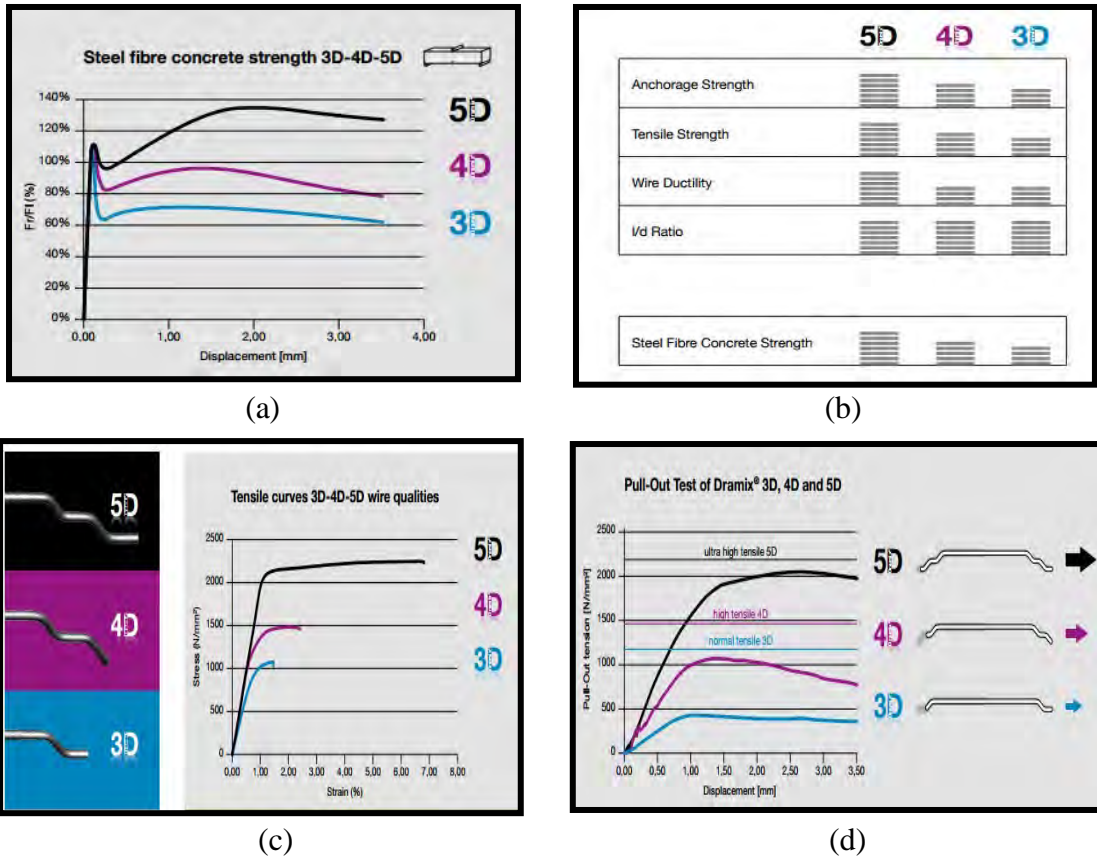 Steel fibre concrete strength 3D-4D-5D
140%
120%
100%
80%
60%
40%
20%
0%
Fr/Fl (%)
0,00 1,00 2,00 3,00 4,00
Displacement [mm]
5D
4D
3D
(a)
5D 4D 3D
Anchorage Strength
Tensile Strength
Wire Ductility
l/d Ratio
Steel Fibre Concrete Strength
(b)
5D
4D
3D
Tensile curves 3D-4D-5D wire qualities
2500
2000
1500
1000
500
0
Stress (N/mm²)
0,00 1,00 2,00 3,00 4,00 5,00 6,00 7,00 8,00
Strain (%)
5D
4D
3D
(c)
Pull-Out Test of Dramix® 3D, 4D and 5D
2500
2000
1500
1000
500
0
Pull-Out tension [N/mm²]
ultra high tensile 5D
high tensile 4D
normal tensile 3D
0,00 0,50 1,00 1,50 2,00 2,50 3,00 3,50
Displacement [mm]
5D
4D
3D
(d)